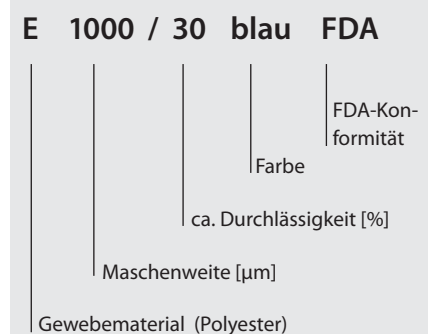 E 1000 / 30 blau FDA
FDA-Kon-
formität
Farbe
ca. Durchlässigkeit [%]
Maschenweite [µm]
Gewebematerial (Polyester)